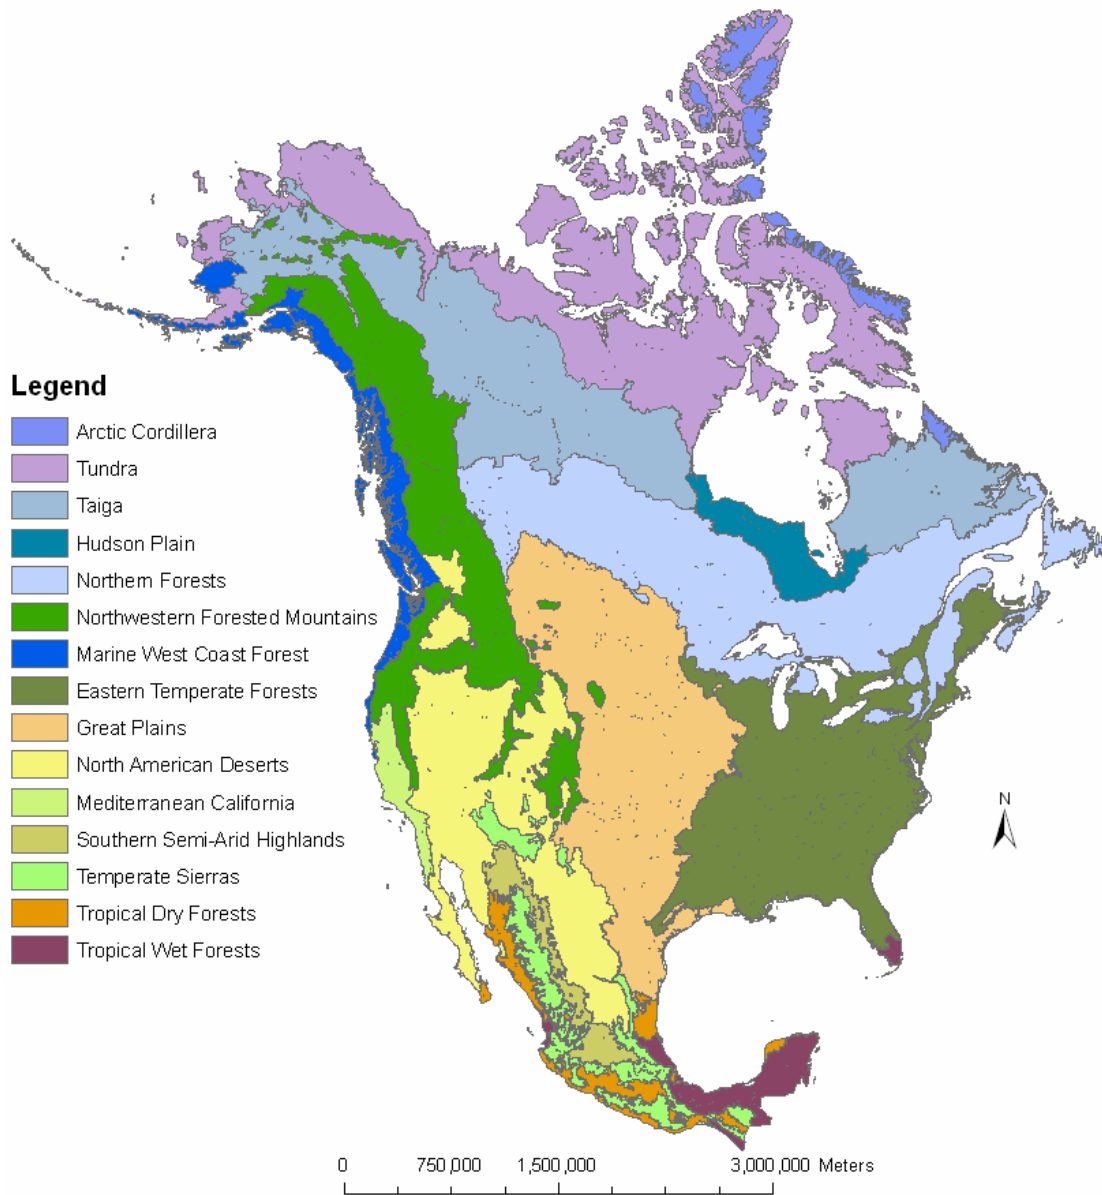 Legend
Arctic Cordillera
Tundra
Taiga
Hudson Plain
Northern Forests
Northwestern Forested Mountains
Marine West Coast Forest
Eastern Temperate Forests
Great Plains
North American Deserts
Mediterranean California
Southern Semi-Arid Highlands
Temperate Sierras
Tropical Dry Forests
Tropical Wet Forests
N
0 750,000 1,500,000 3,000,000 Meters